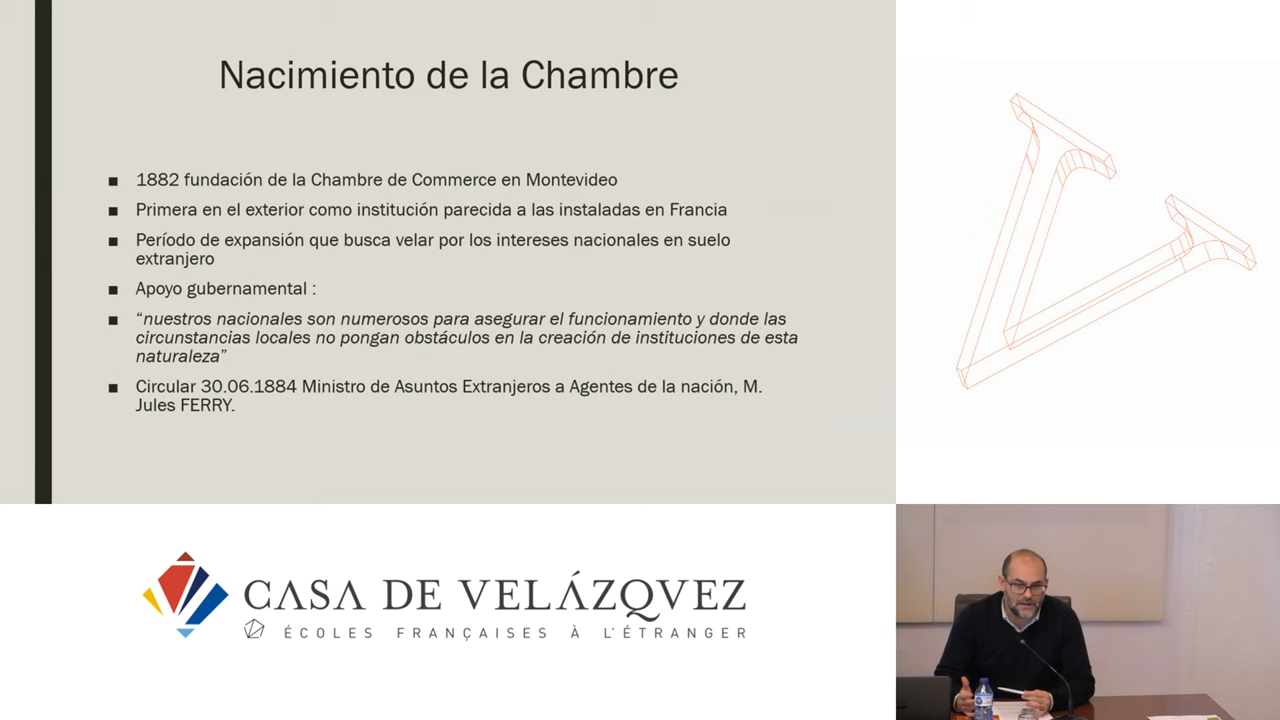 Nacimiento de la Chambre
1882 fundación de la Chambre de Commerce en Montevideo
Primera en el exterior como institución parecida a las instaladas en Francia
Período de expansión que busca velar por los intereses nacionales en suelo
extranjero
Apoyo gubernamental :
“nuestros nacionales son numerosos para asegurar el funcionamiento y donde las
circunstancias locales no pongan obstáculos en la creación de instituciones de esta
naturaleza”
Circular 30.06.1884 Ministro de Asuntos Extranjeros a Agentes de la nación, M.
Jules FERRY.
CASA DE VELÁZQVEZ
ÉCOLES FRANÇAISES À L'ÉTRANGER